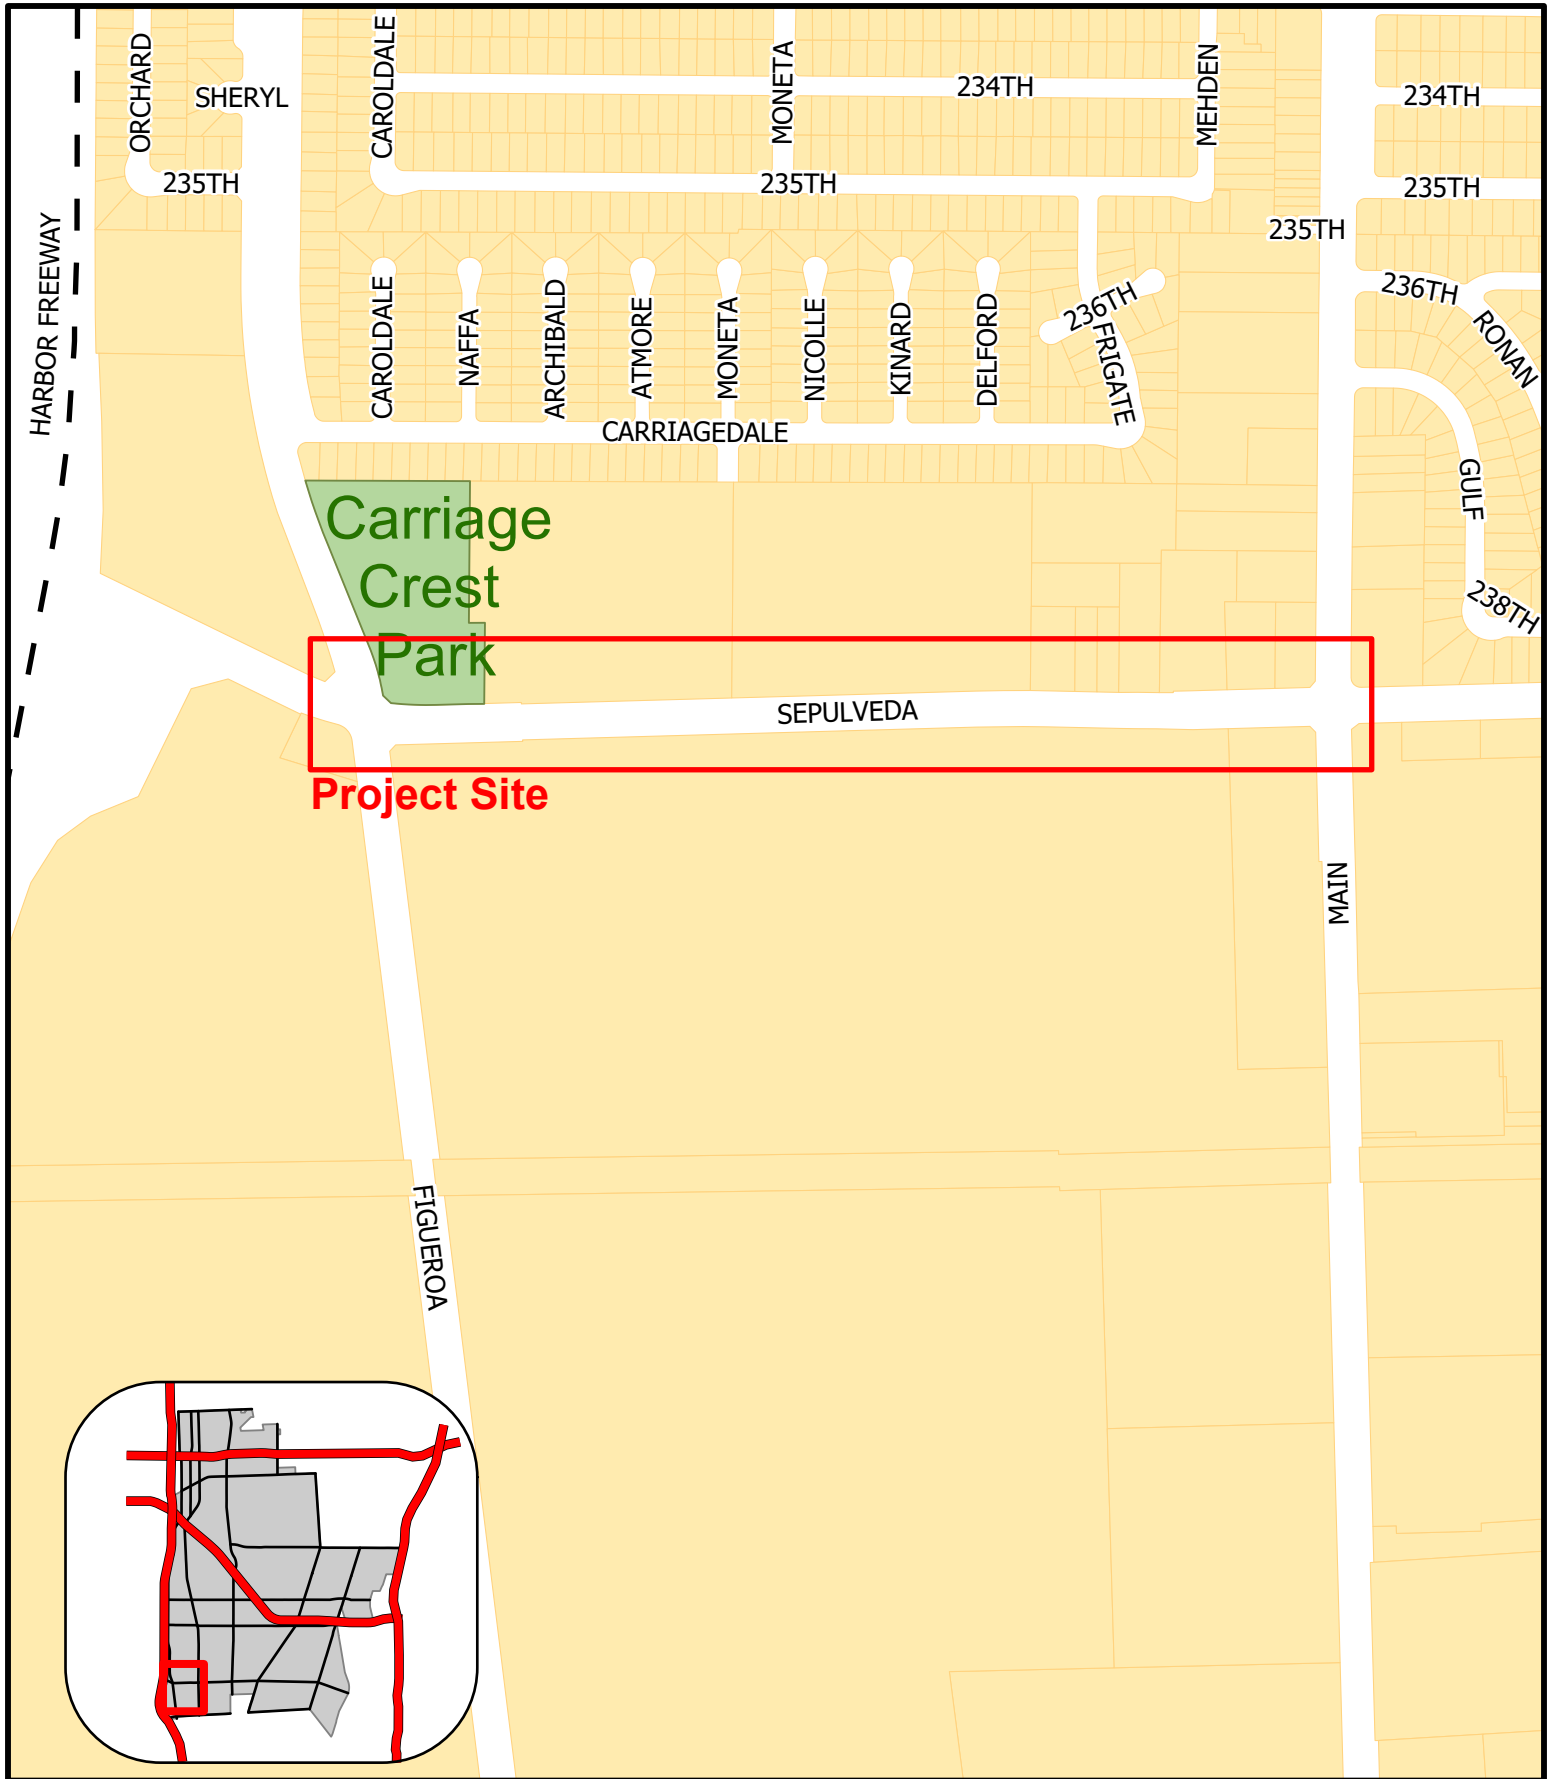 ORCHARD
SHERYL
CAROLDALE
MONETA
234TH
MEHDEN
234TH
235TH
235TH
235TH
235TH
HARBOR FREEWAY
CAROLDALE
NAFFA
ARCHIBALD
ATMORE
MONETA
NICOLLE
KINARD
DELFORD
236TH
FRIGATE
236TH
RONAN
CARRIAGEDALE
GULF
Carriage
Crest
Park
238TH
SEPULVEDA
Project Site
MAIN
FIGUEROA